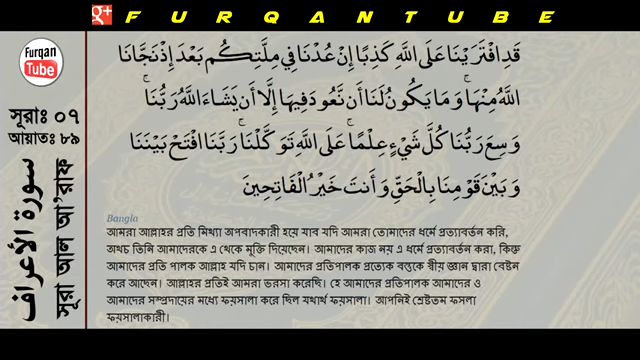 g+ FURQANTUBE
Furqan
Tube
সূরাঃ ০৭
আয়াতঃ ৮৯
سورة الأعراف
সূরা আল আ'রাফ
قَدِ افْتَرَيْنَا عَلَى اللَّهِ كَذِبًا إِنْ عُدْنَا فِي مِلَّتِكُم بَعْدَ إِذْ نَجَّانَا
اللَّهُ مِنْهَا ۚ وَمَا يَكُونُ لَنَا أَن نَّعُودَ فِيهَا إِلَّا أَن يَشَاءَ اللَّهُ رَبُّنَا ۚ
وَسِعَ رَبُّنَا كُلَّ شَيْءٍ عِلْمًا ۚ عَلَى اللَّهِ تَوَكَّلْنَا ۚ رَبَّنَا افْتَحْ بَيْنَنَا
وَبَيْنَ قَوْمِنَا بِالْحَقِّ وَأَنتَ خَيْرُ الْفَاتِحِينَ
Bangla
আমরা আল্লাহর প্রতি মিথ্যা অপবাদকারী হয়ে যাব যদি আমরা তোমাদের ধর্মে প্রত্যাবর্তন করি,
অথচ তিনি আমাদেরকে এ থেকে মুক্তি দিয়েছেন। আমাদের কাজ নয় এ ধর্মে প্রত্যাবর্তন করা, কিন্তু
আমাদের প্রতি পালক আল্লাহ যদি চান। আমাদের প্রতিপালক প্রত্যেক বস্তুকে স্বীয় জ্ঞান দ্বারা বেষ্টন
করে আছেন। আল্লাহর প্রতিই আমরা ভরসা করেছি। হে আমাদের প্রতিপালক আমাদের ও
আমাদের সম্প্রদায়ের মধ্যে ফয়সালা করে ছিল যথার্থ ফয়সালা। আপনিই শ্রেষ্টতম ফসলা
ফয়সালাকারী।